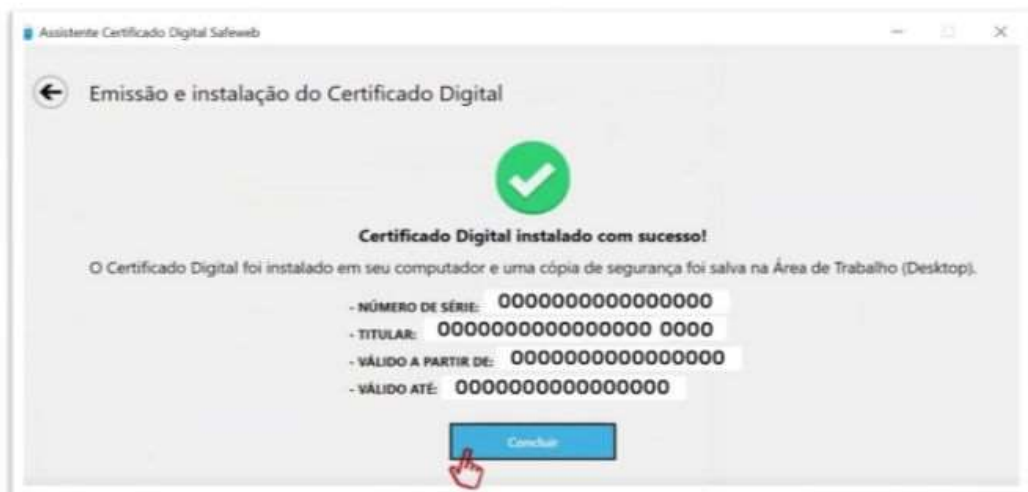 Assistente Certificado Digital Safeweb
Emissão e instalação do Certificado Digital
Certificado Digital instalado com sucesso!
O Certificado Digital foi instalado em seu computador e uma cópia de segurança foi salva na Área de Trabalho (Desktop).
- NÚMERO DE SÉRIE: 0000000000000000
- TITULAR: 0000000000000000 0000
- VÁLIDO A PARTIR DE: 0000000000000000
- VÁLIDO ATÉ: 0000000000000000
Concluir